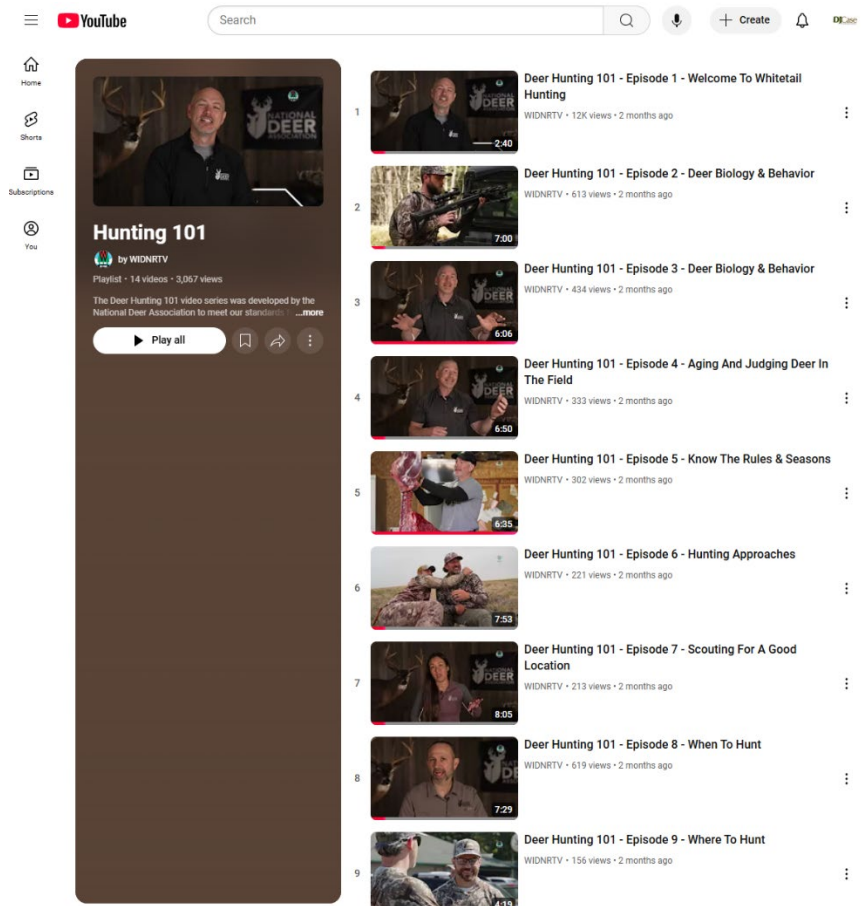 YouTube
Search
Create
DJCase
Home
Shorts
Subscriptions
You
NATIONAL
DEER
ASSOCIATION
Hunting 101
by WIDNRTV
Playlist • 14 videos • 3,067 views
The Deer Hunting 101 video series was developed by the
National Deer Association to meet our standards ...more
Play all
1
DEER
2:40
Deer Hunting 101 - Episode 1 - Welcome To Whitetail
Hunting
WIDNRTV • 12K views • 2 months ago
2
7:00
Deer Hunting 101 - Episode 2 - Deer Biology & Behavior
WIDNRTV • 613 views • 2 months ago
3
DEER
6:06
Deer Hunting 101 - Episode 3 - Deer Biology & Behavior
WIDNRTV • 434 views • 2 months ago
4
DEER
6:50
Deer Hunting 101 - Episode 4 - Aging And Judging Deer In
The Field
WIDNRTV • 333 views • 2 months ago
5
6:35
Deer Hunting 101 - Episode 5 - Know The Rules & Seasons
WIDNRTV • 302 views • 2 months ago
6
7:53
Deer Hunting 101 - Episode 6 - Hunting Approaches
WIDNRTV • 221 views • 2 months ago
7
DEER
8:05
Deer Hunting 101 - Episode 7 - Scouting For A Good
Location
WIDNRTV • 213 views • 2 months ago
8
7:29
Deer Hunting 101 - Episode 8 - When To Hunt
WIDNRTV • 619 views • 2 months ago
9
4:19
Deer Hunting 101 - Episode 9 - Where To Hunt
WIDNRTV • 156 views • 2 months ago